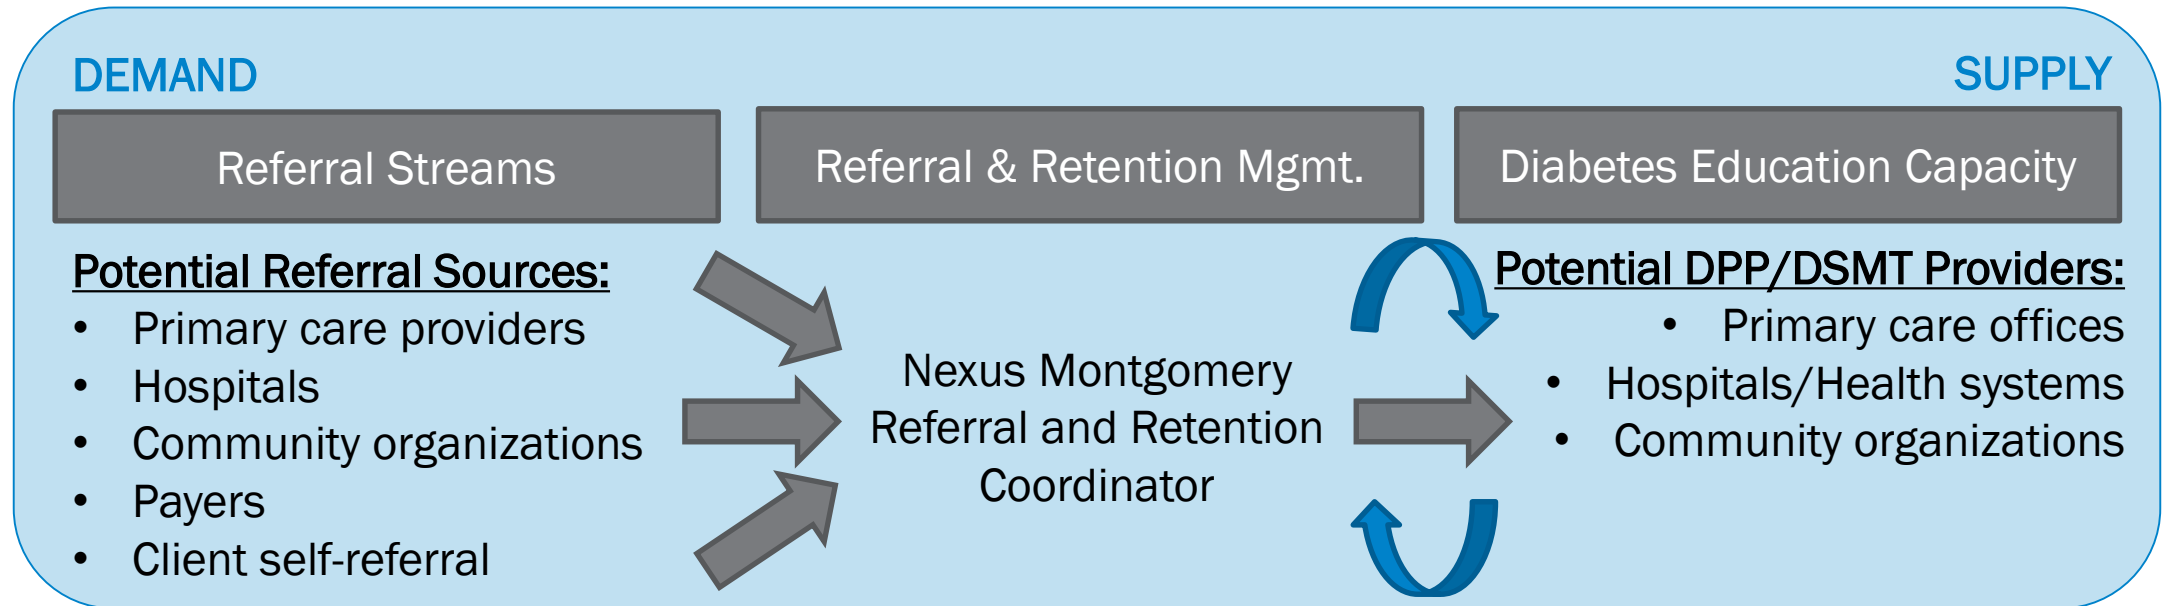 DEMAND
SUPPLY
Referral Streams
Referral & Retention Mgmt.
Diabetes Education Capacity
Potential Referral Sources:
• Primary care providers
• Hospitals
• Community organizations
• Payers
• Client self-referral
Nexus Montgomery
Referral and Retention
Coordinator
Potential DPP/DSMT Providers:
• Primary care offices
• Hospitals/Health systems
• Community organizations